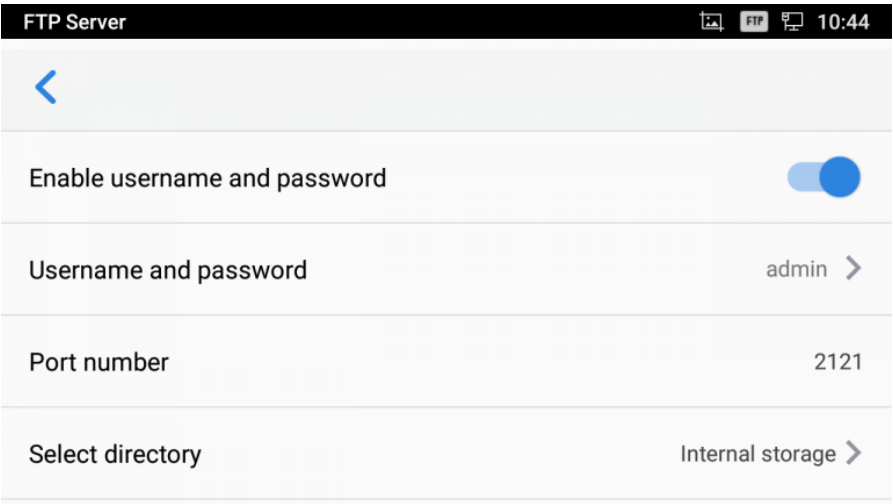 FTP Server FTP 10:44
Enable username and password
Username and password admin
Port number 2121
Select directory Internal storage